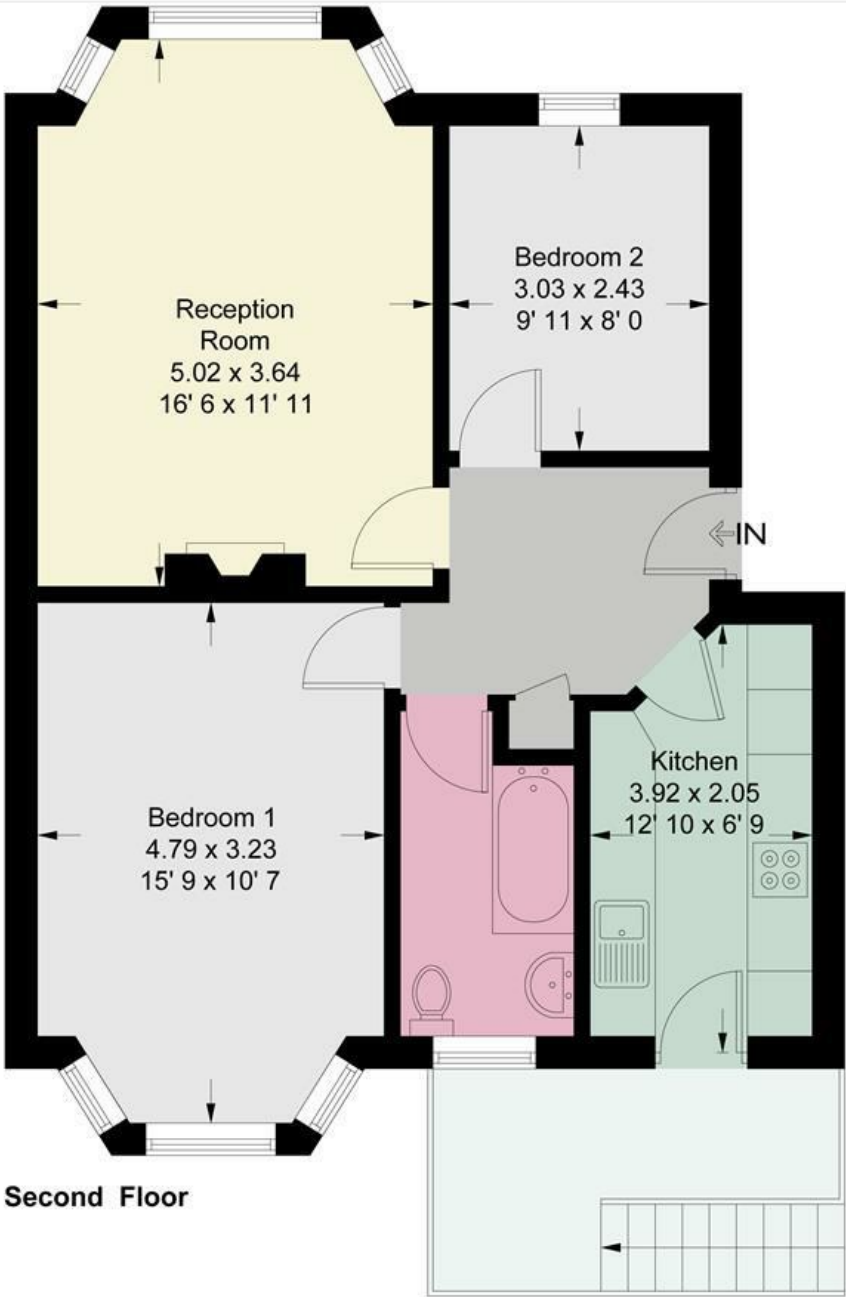 Reception
Room
5.02 x 3.64
16' 6 x 11' 11
Bedroom 2
3.03 x 2.43
9' 11 x 8' 0
IN
Bedroom 1
4.79 x 3.23
15' 9 x 10' 7
Kitchen
3.92 x 2.05
12' 10 x 6' 9
Second Floor